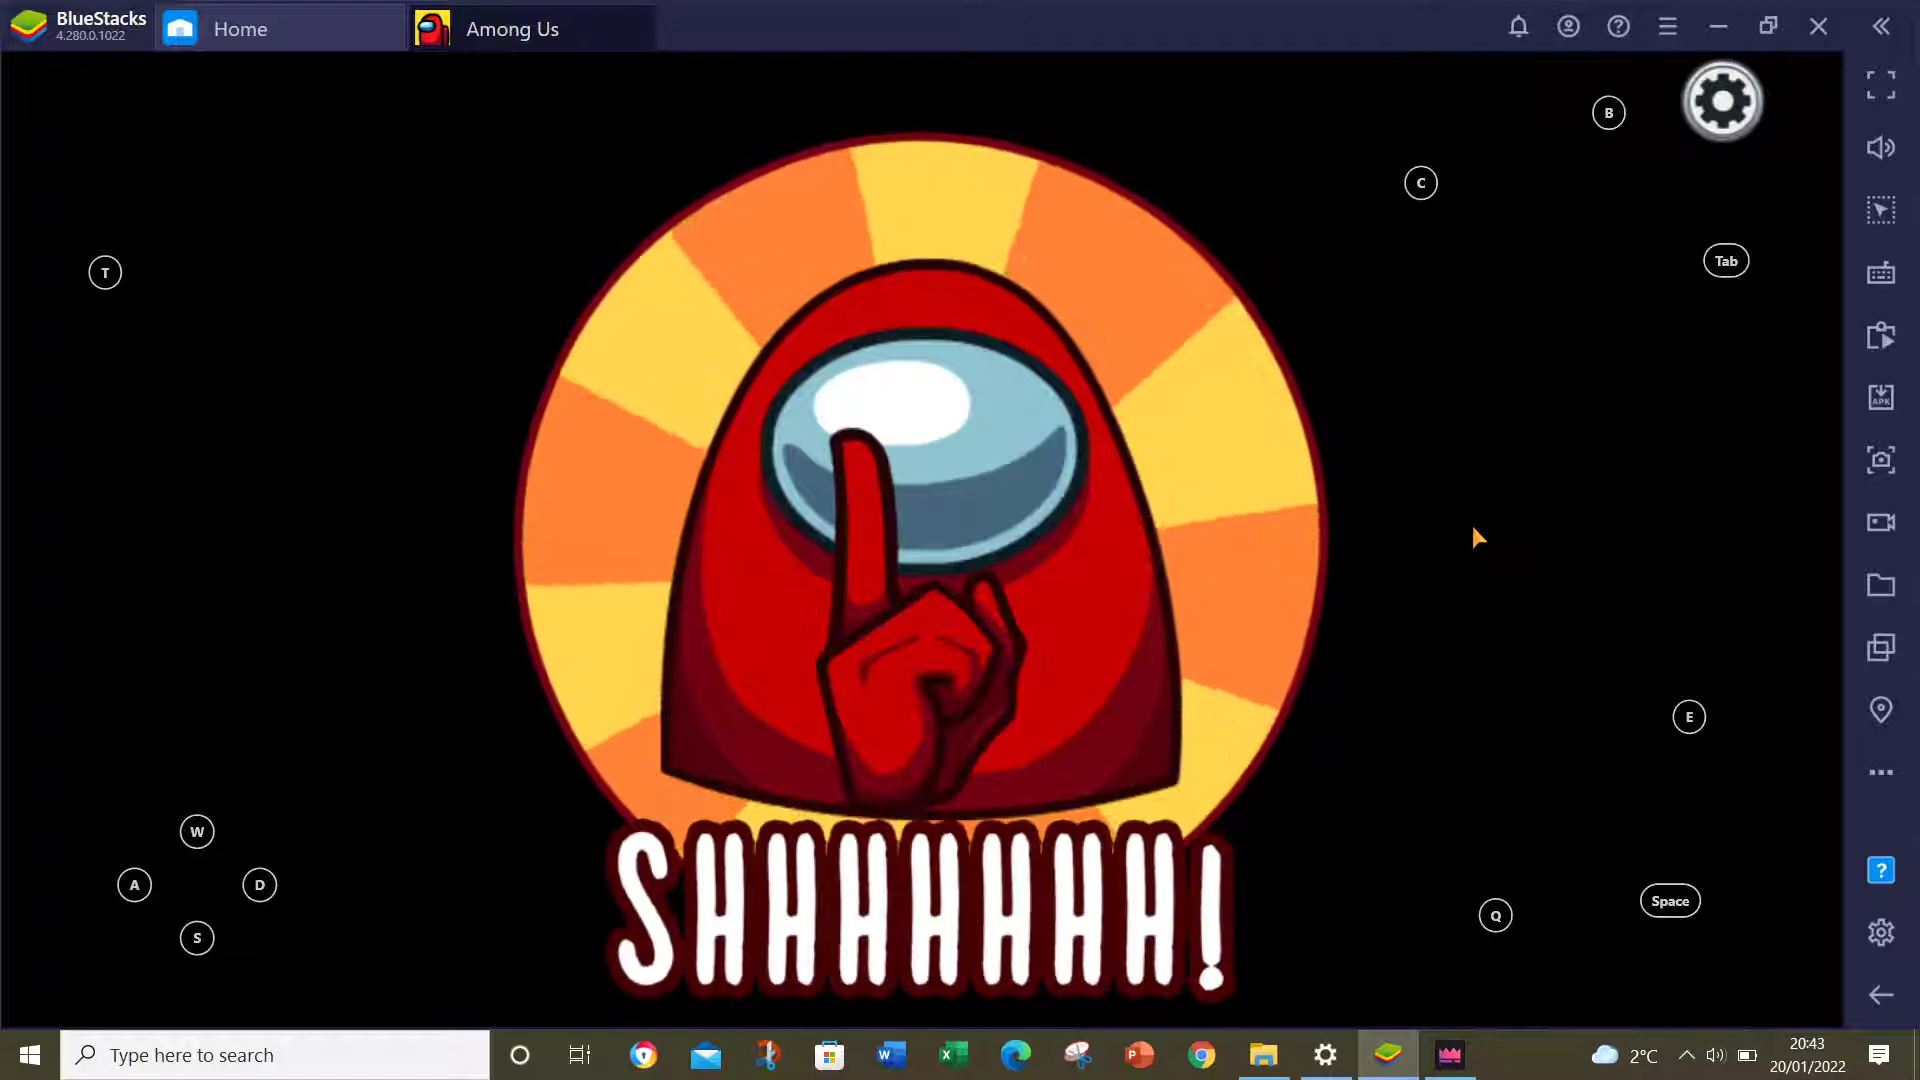 BlueStacks
4.280.0.1022
Home
Among Us
B
C
T
Tab
E
W
A
D
S
Q
Space
SHHHHHHH!
APK
?
Type here to search
2°C
20:43
20/01/2022